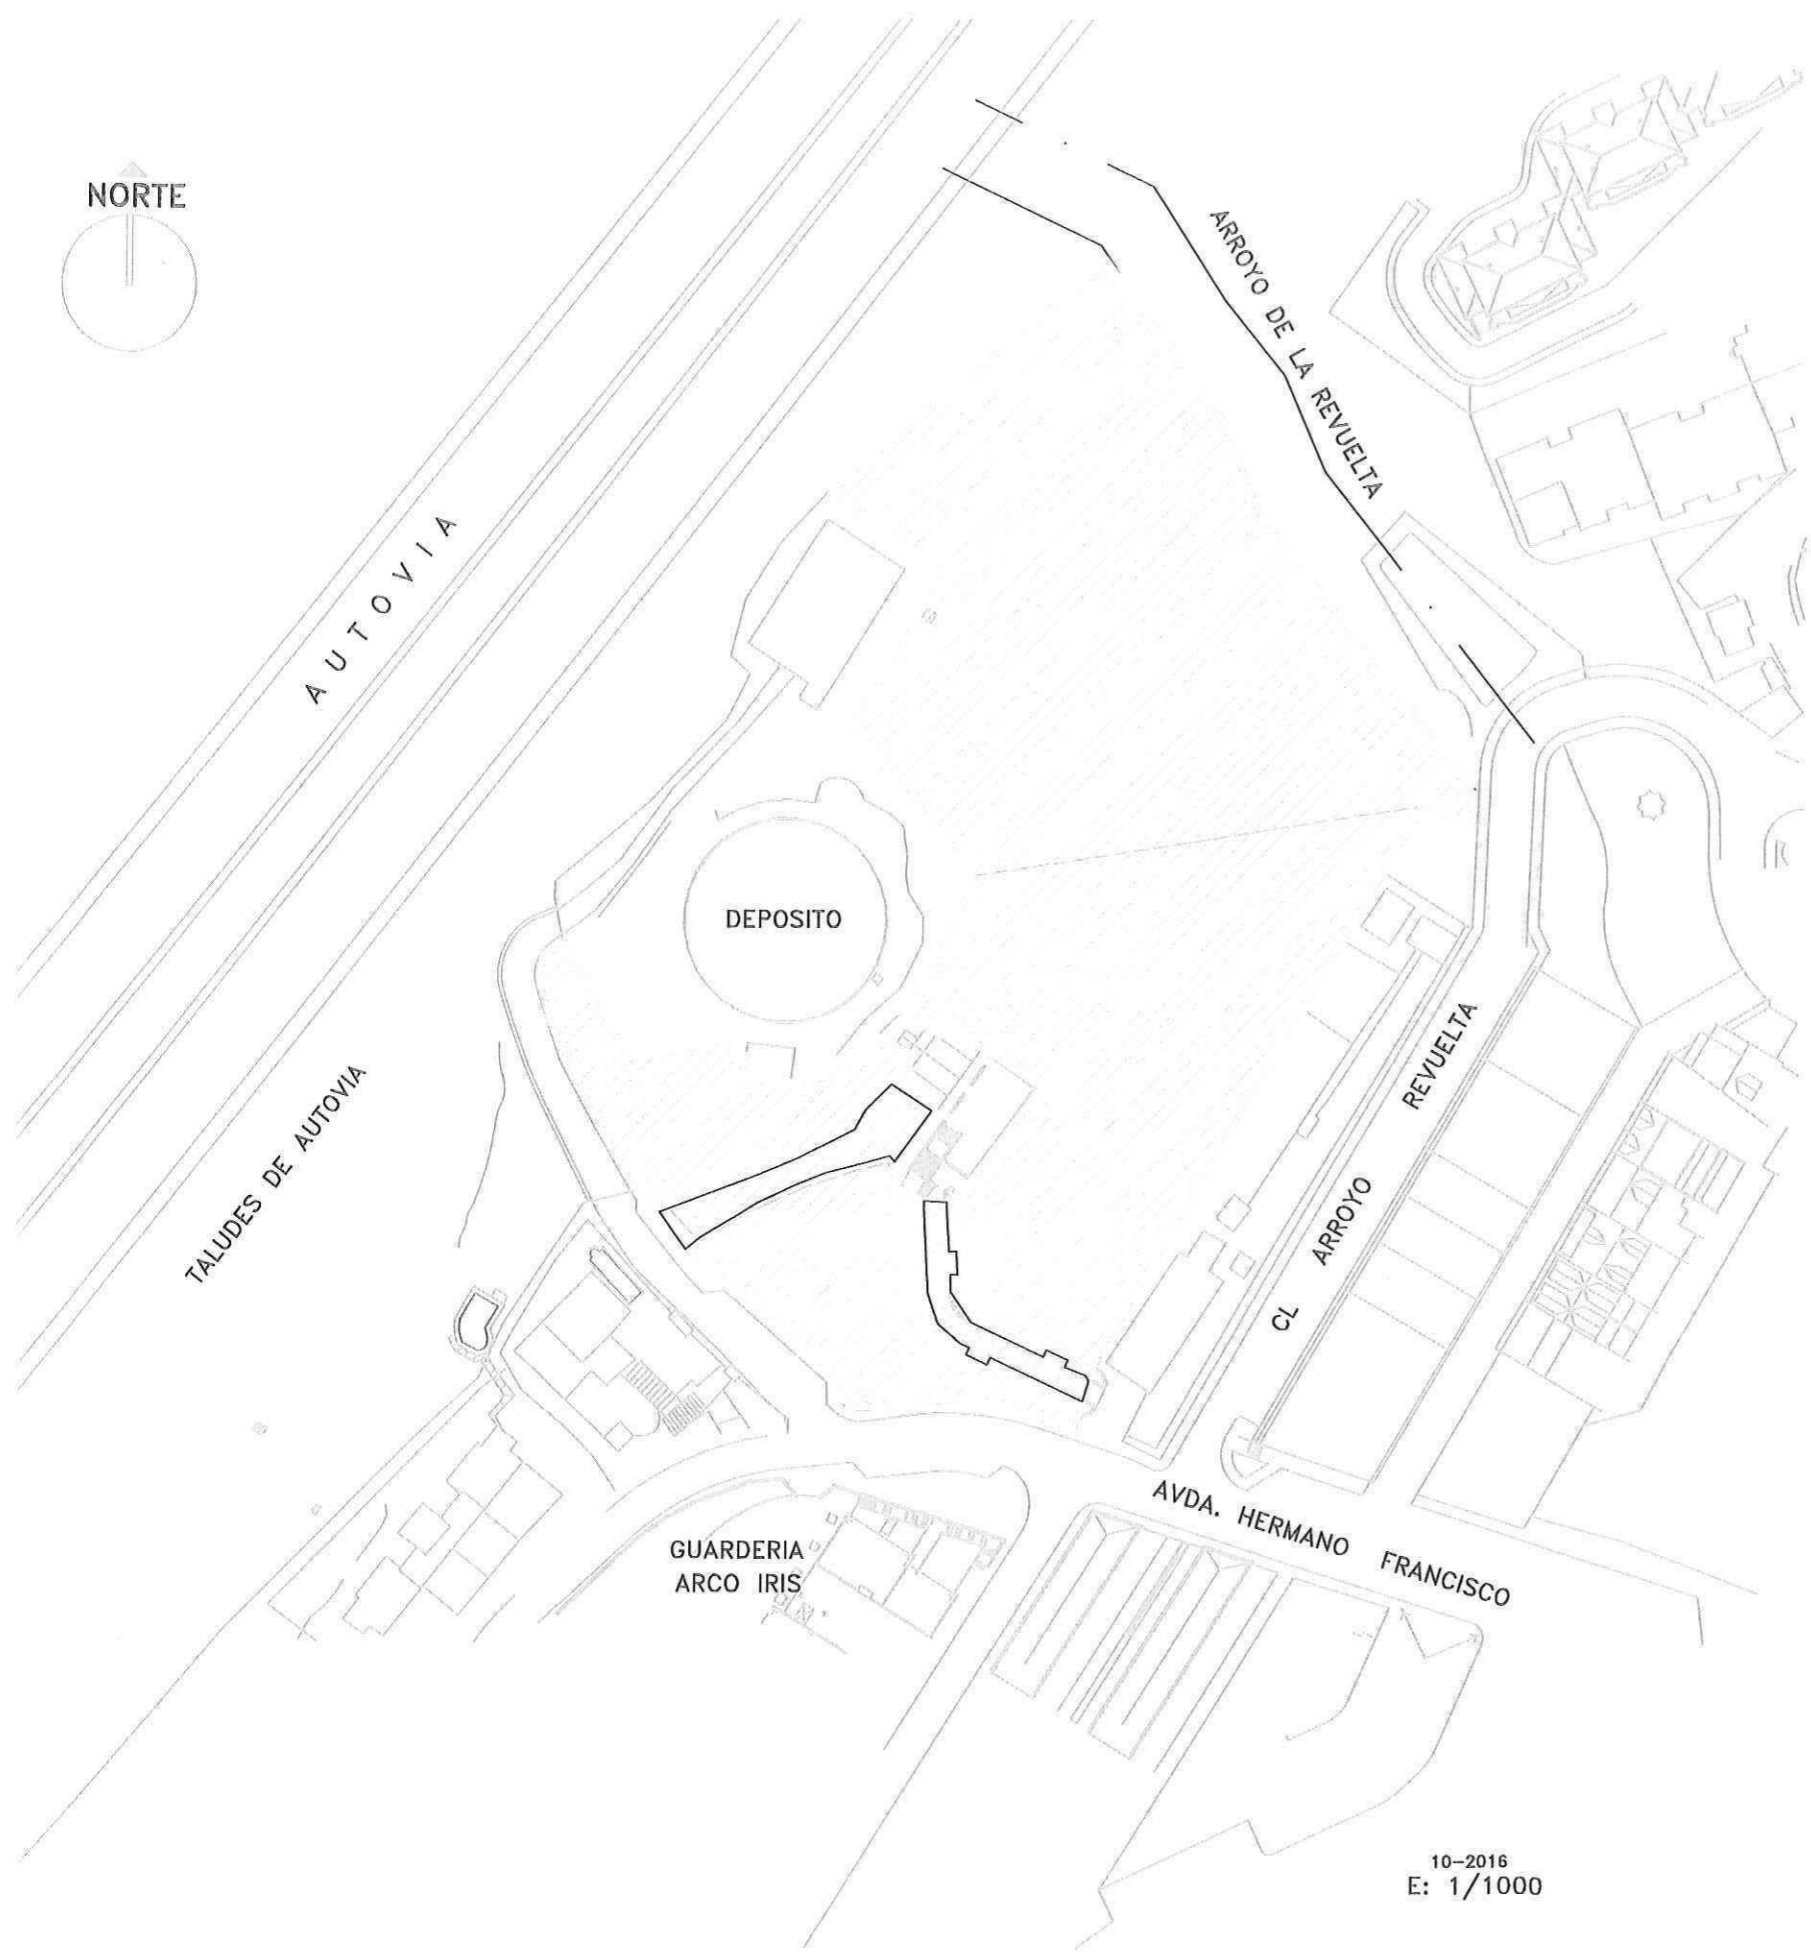 NORTE
ARROYO DE LA REVUELTA
AUTOVIA
DEPOSITO
TALUDES DE AUTOVIA
CL ARROYO REVUELTA
AVDA. HERMANO FRANCISCO
GUARDERIA
ARCO IRIS
10-2016
E: 1/1000